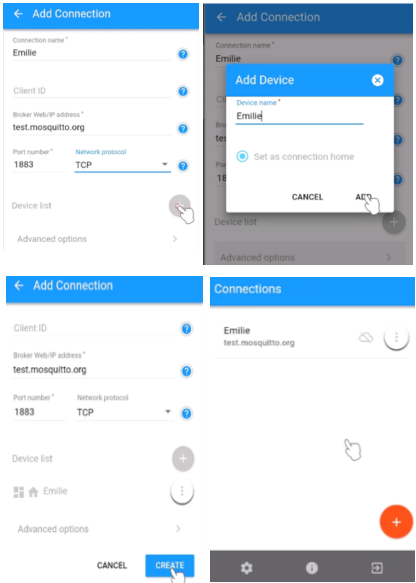 ← Add Connection
Connection name *
Emilie
Client ID
Broker Web/IP address *
test.mosquitto.org
Port number * Network protocol
1883 TCP
Device list
Advanced options
← Add Connection
Connection name *
Emilie
Add Device
Device name *
Emilie
Set as connection home
CANCEL ADD
Device list
Advanced options
← Add Connection
Client ID
Broker Web/IP address *
test.mosquitto.org
Port number * Network protocol
1883 TCP
Device list
Emilie
Advanced options
CANCEL CREATE
Connections
Emilie
test.mosquitto.org